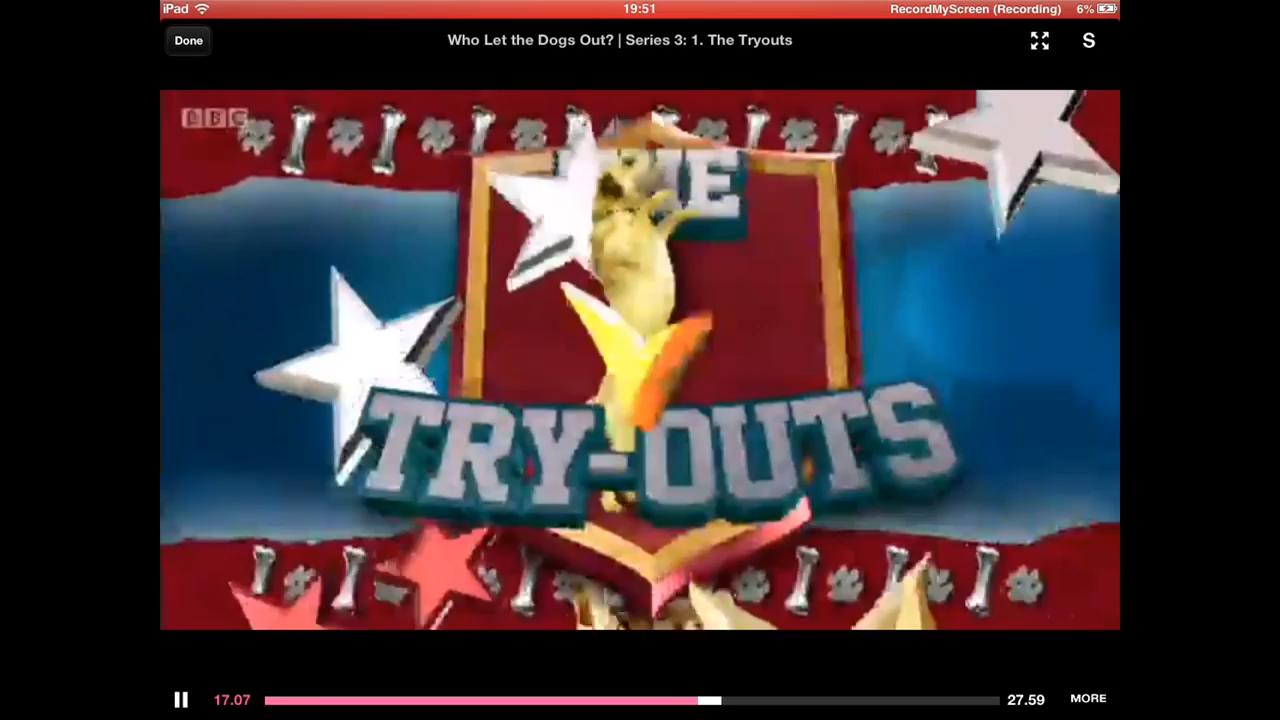 iPad 19:51 RecordMyScreen (Recording) 6%
Done Who Let the Dogs Out? | Series 3: 1. The Tryouts S
BBC
TRY-OUTS
17.07 27.59 MORE